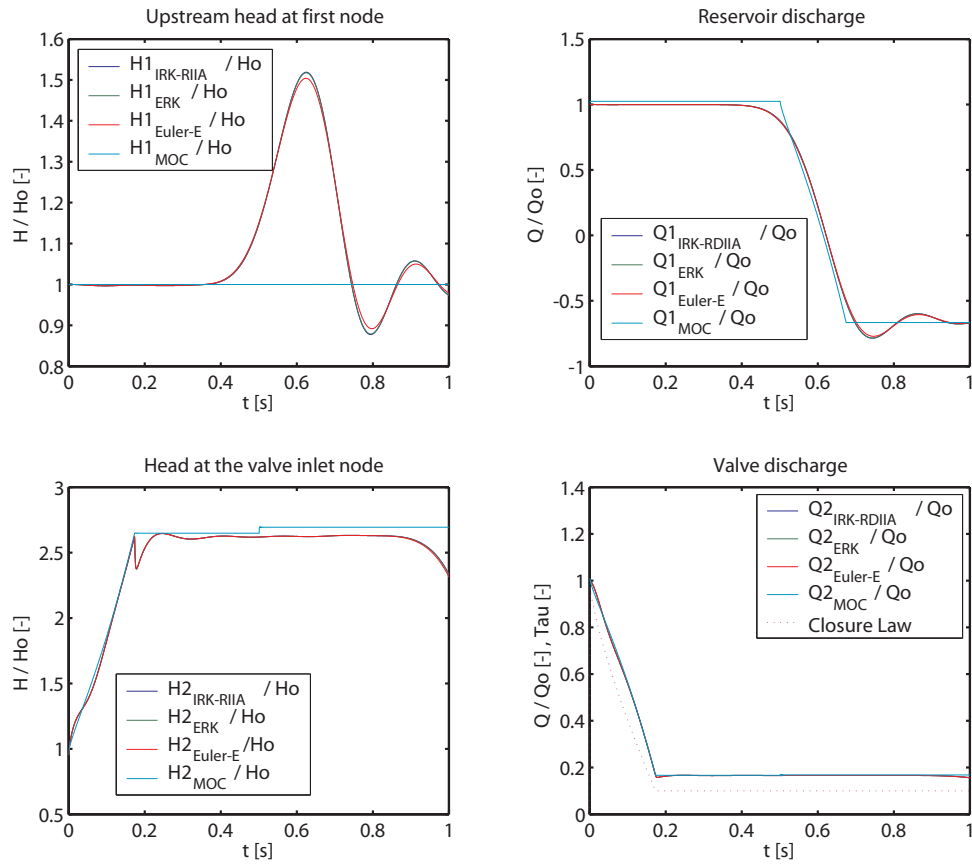 Upstream head at first node
1.6
1.5
1.4
1.3
1.2
1.1
1
0.9
0.8
H / Ho [-]
H1IRK-RIIA / Ho
H1ERK / Ho
H1Euler-E / Ho
H1MOC / Ho
0 0.2 0.4 0.6 0.8 1
t [s]
Reservoir discharge
1.5
1
0.5
0
-0.5
-1
Q / Qo [-]
Q1IRK-RDIIA / Qo
Q1ERK / Qo
Q1Euler-E / Qo
Q1MOC / Qo
0 0.2 0.4 0.6 0.8 1
t [s]
Head at the valve inlet node
3
2.5
2
1.5
1
0.5
H / Ho [-]
H2IRK-RIIA / Ho
H2ERK / Ho
H2Euler-E /Ho
H2MOC / Ho
0 0.2 0.4 0.6 0.8 1
t [s]
Valve discharge
1.4
1.2
1
0.8
0.6
0.4
0.2
0
Q / Qo [-] , Tau [-]
Q2IRK-RDIIA / Qo
Q2ERK / Qo
Q2Euler-E / Qo
Q2MOC / Qo
Closure Law
0 0.2 0.4 0.6 0.8 1
t [s]